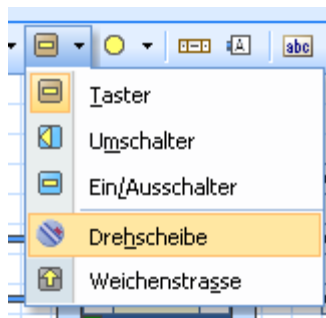 A
abc
Taster
Umschalter
Ein/Ausschalter
Drehscheibe
Weichenstrasse